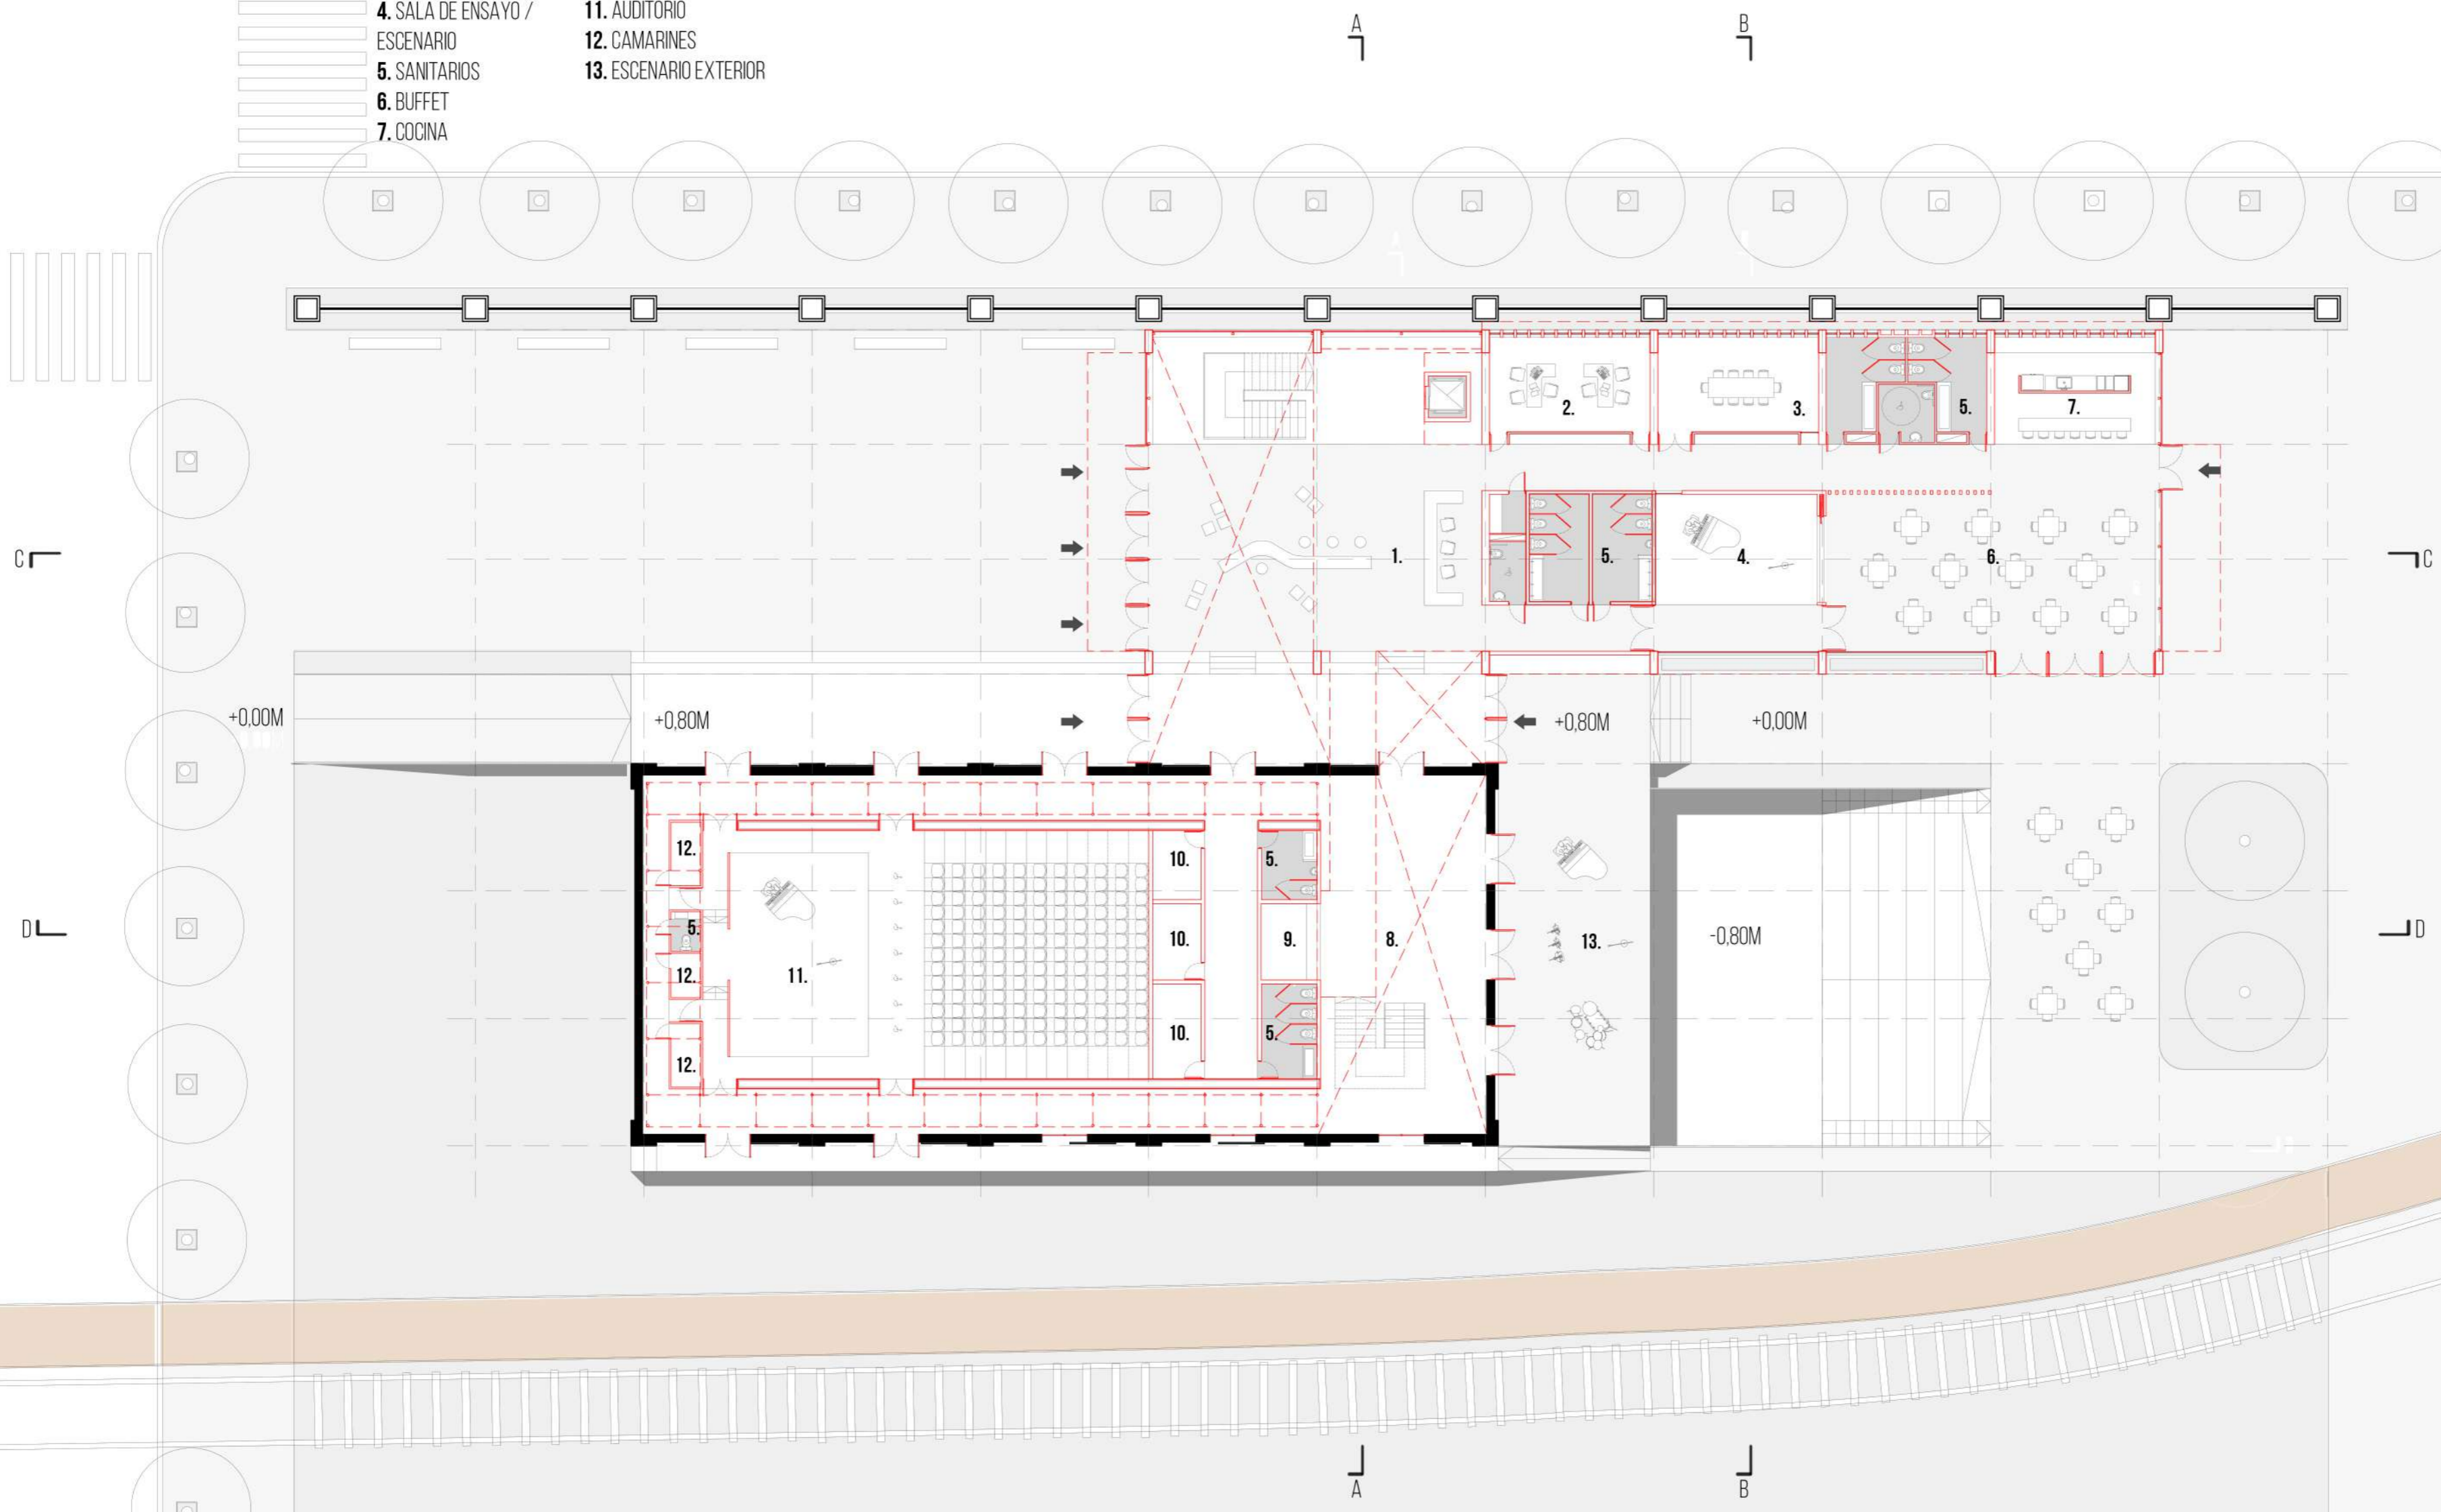 4. SALA DE ENSAYO /
ESCENARIO
5. SANITARIOS
6. BUFFET
7. COCINA
11. AUDITORIO
12. CAMARINES
13. ESCENARIO EXTERIOR
A
B
2.
3.
5.
7.
C
1.
5.
4.
6.
C
+0,00M
+0,80M
+0,80M
+0,00M
12.
10.
5.
D
5.
10.
9.
8.
13.
-0,80M
D
12.
11.
10.
5.
12.
A
B